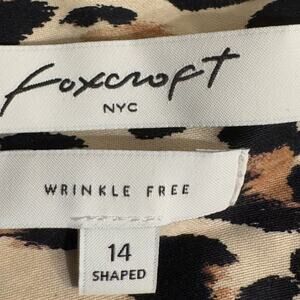 foxcroft
NYC
WRINKLE FREE
14
SHAPED